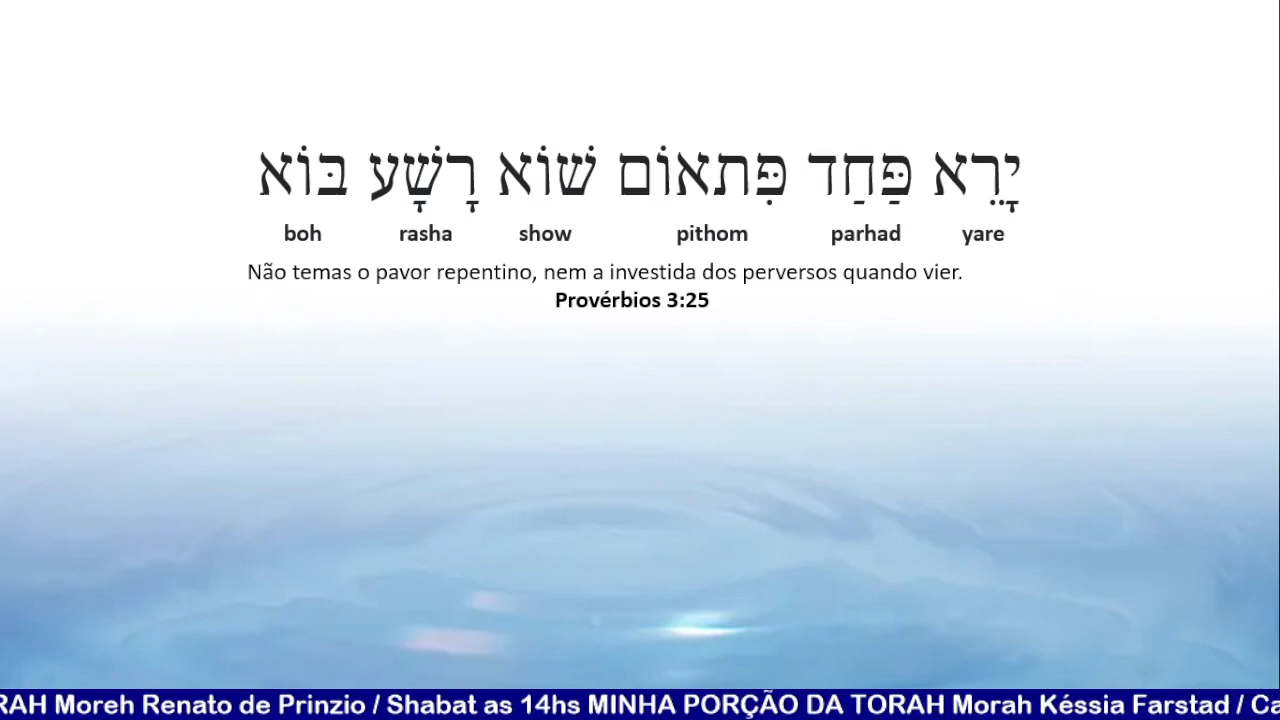 יָרֵא פַּחַד פִּתְאוֹם שׁוֹא רָשָׁע בּוֹא
boh rasha show pithom parhad yare
Não temas o pavor repentino, nem a investida dos perversos quando vier.
Provérbios 3:25
RAH Moreh Renato de Prinzio / Shabat as 14hs MINHA PORÇÃO DA TORAH Morah Késsia Farstad / Ca